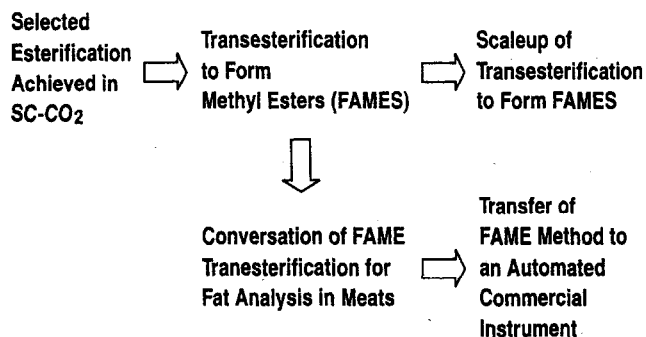 Selected
Esterification
Achieved in
SC-CO2
Transesterification
to Form
Methyl Esters (FAMES)
Scaleup of
Transesterification
to Form FAMES
Conversation of FAME
Tranesterification for
Fat Analysis in Meats
Transfer of
FAME Method to
an Automated
Commercial
Instrument